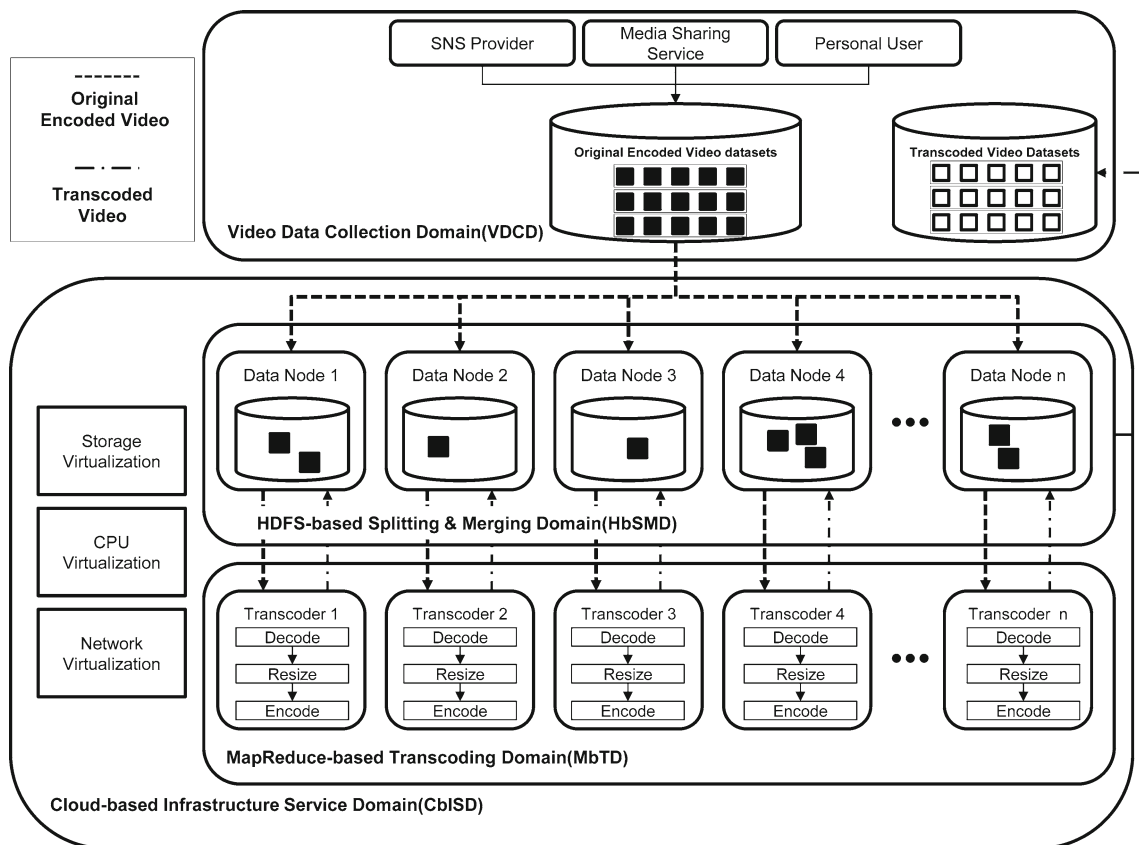 SNS Provider
Media Sharing
Service
Personal User
Original
Encoded Video
Transcoded
Video
Original Encoded Video datasets
Transcoded Video Datasets
Video Data Collection Domain(VDCD)
Data Node 1
Data Node 2
Data Node 3
Data Node 4
Data Node n
Storage
Virtualization
CPU
Virtualization
Network
Virtualization
HDFS-based Splitting & Merging Domain(HbSMD)
Transcoder 1
Decode
Resize
Encode
Transcoder 2
Decode
Resize
Encode
Transcoder 3
Decode
Resize
Encode
Transcoder 4
Decode
Resize
Encode
Transcoder n
Decode
Resize
Encode
MapReduce-based Transcoding Domain(MbTD)
Cloud-based Infrastructure Service Domain(CbISD)